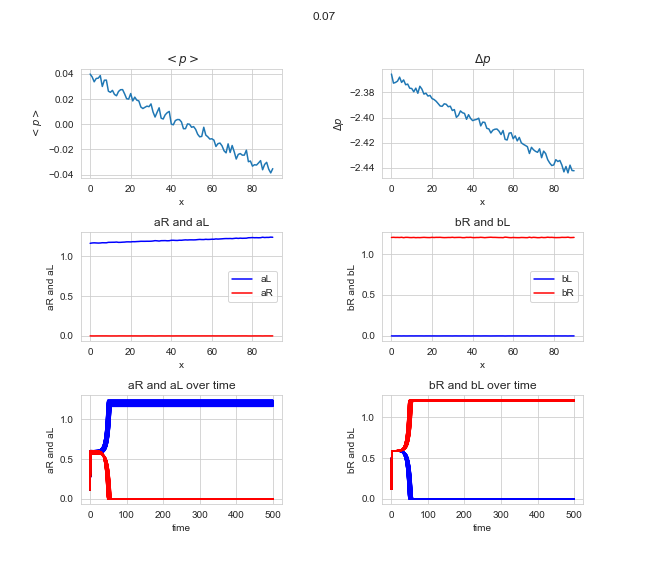 0.07
< p >
Δp
0.04
0.02
0.00
−0.02
−0.04
< p >
0 20 40 60 80
x
−2.38
−2.40
−2.42
−2.44
Δp
0 20 40 60 80
x
aR and aL
bR and bL
1.0
0.5
0.0
aR and aL
aL
aR
0 20 40 60 80
x
1.0
0.5
0.0
bR and bL
bL
bR
0 20 40 60 80
x
aR and aL over time
bR and bL over time
1.0
0.5
0.0
aR and aL
0 100 200 300 400 500
time
1.0
0.5
0.0
bR and bL
0 100 200 300 400 500
time